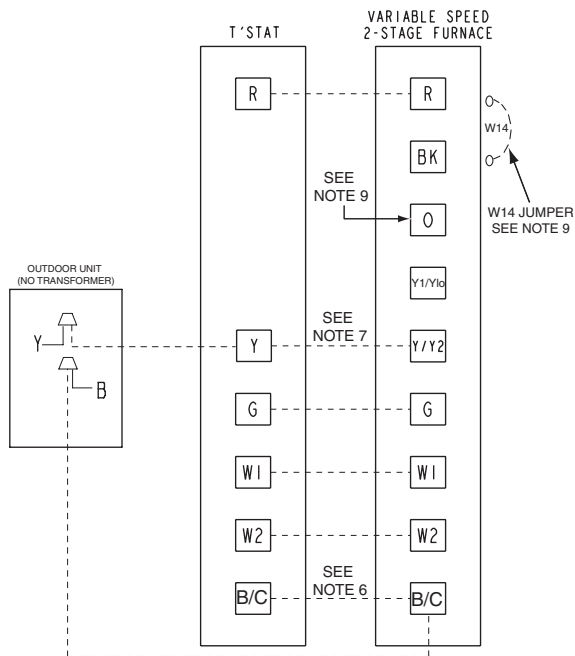 VARIABLE SPEED
T'STAT
2-STAGE FURNACE
R
R
W14
BK
SEE
NOTE 9
O
W14 JUMPER
SEE NOTE 9
OUTDOOR UNIT
(NO TRANSFORMER)
Y1/Ylo
SEE
NOTE 7
Y
Y
Y/Y2
B
G
G
W1
W1
W2
W2
SEE
NOTE 6
B/C
B/C